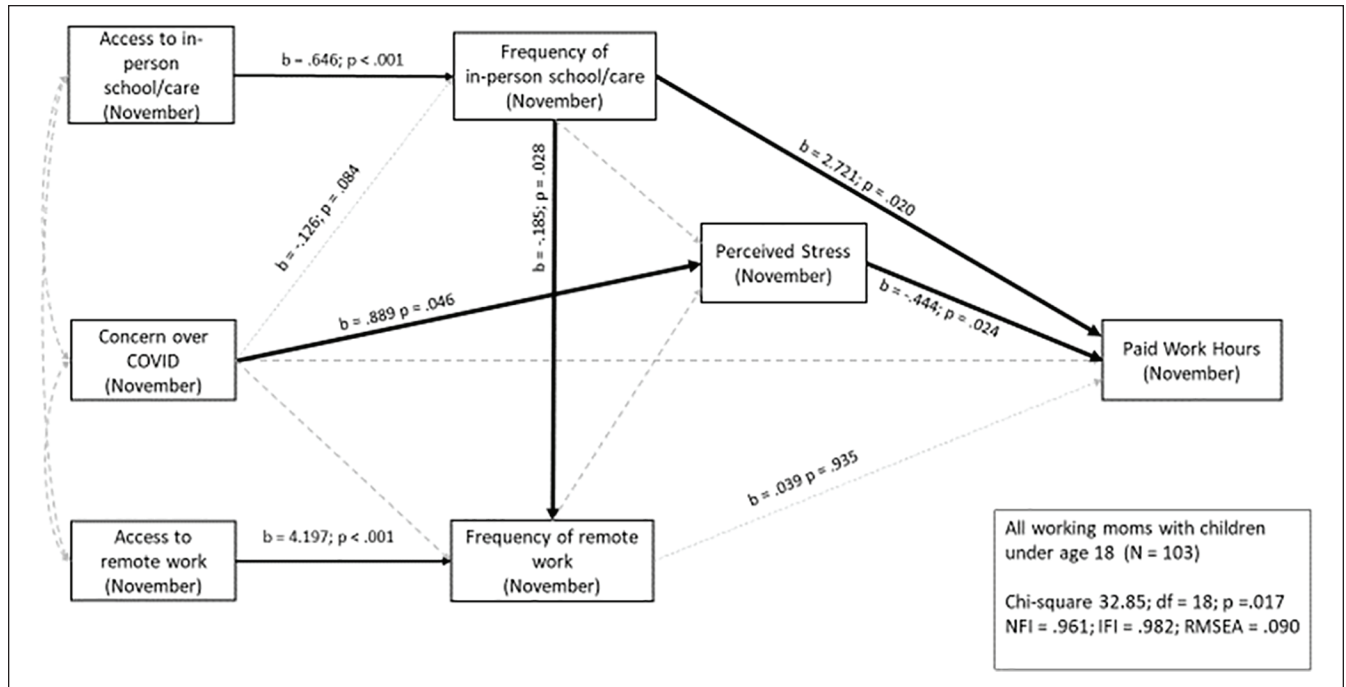 Access to in-
person
school/care
(November)
b = .646; p < .001
Frequency of
in-person school/care
(November)
b = -.126; p = .084
b = -.185; p = .028
b = 2.721; p = .020
Perceived Stress
(November)
b = .889 p = .046
b = -.444; p = .024
Concern over
COVID
(November)
Paid Work Hours
(November)
b = .039 p = .935
Access to
remote work
(November)
b = 4.197; p < .001
Frequency of remote
work
(November)
All working moms with children
under age 18 (N = 103)
Chi-square 32.85; df = 18; p =.017
NFI = .961; IFI = .982; RMSEA = .090